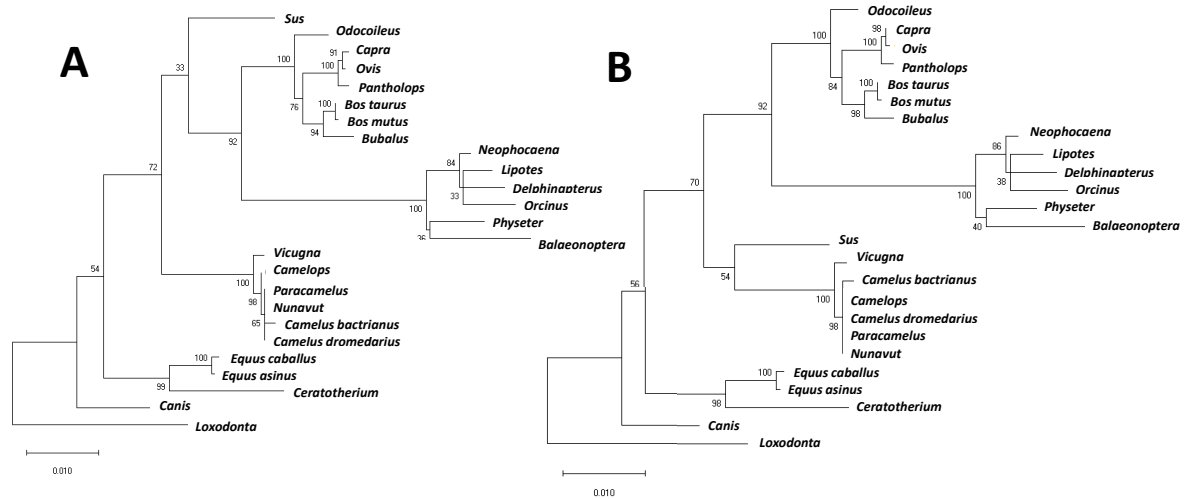 A
Sus
Odocoileus
Capra
Ovis
Pantholops
Bos taurus
Bos mutus
Bubalus
Neophocaena
Lipotes
Delphinapterus
Orcinus
Physeter
Balaeonoptera
Vicugna
Camelops
Paracamelus
Nunavut
Camelus bactrianus
Camelus dromedarius
Equus caballus
Equus asinus
Ceratotherium
Canis
Loxodonta
33
100
91
100
76
100
94
92
84
33
100
36
72
100
98
65
54
100
99
0.010
B
Odocoileus
Capra
Ovis
Pantholops
Bos taurus
Bos mutus
Bubalus
Neophocaena
Lipotes
Delphinapterus
Orcinus
Physeter
Balaeonoptera
Sus
Vicugna
Camelus bactrianus
Camelops
Camelus dromedarius
Paracamelus
Nunavut
Equus caballus
Equus asinus
Ceratotherium
Canis
Loxodonta
100
98
100
84
100
98
92
86
38
100
40
70
54
100
98
56
100
98
0.010